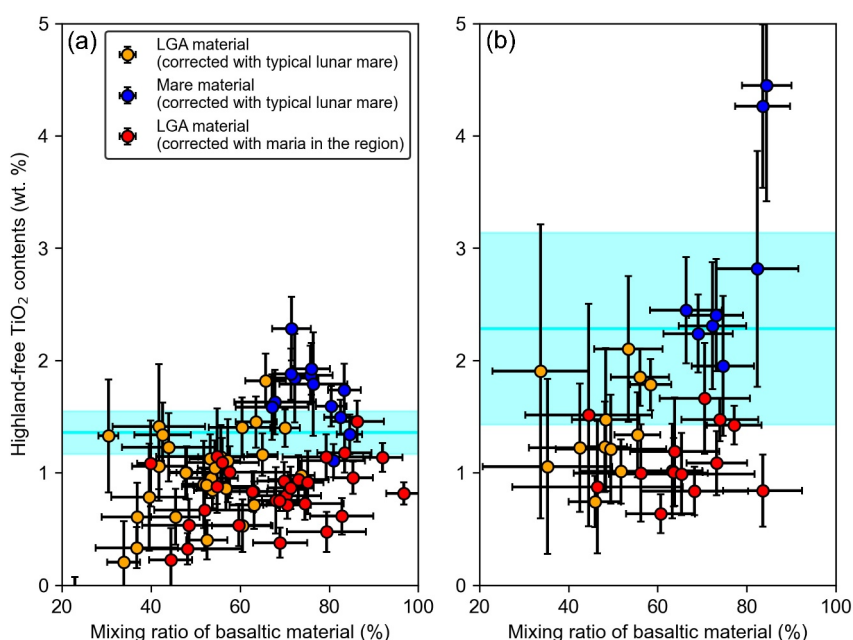 (a)
LGA material
(corrected with typical lunar mare)
Mare material
(corrected with typical lunar mare)
LGA material
(corrected with maria in the region)
Highland-free TiO₂ contents (wt. %)
5
4
3
2
1
0
20
40
60
80
100
Mixing ratio of basaltic material (%)
(b)
5
4
3
2
1
0
20
40
60
80
100
Mixing ratio of basaltic material (%)